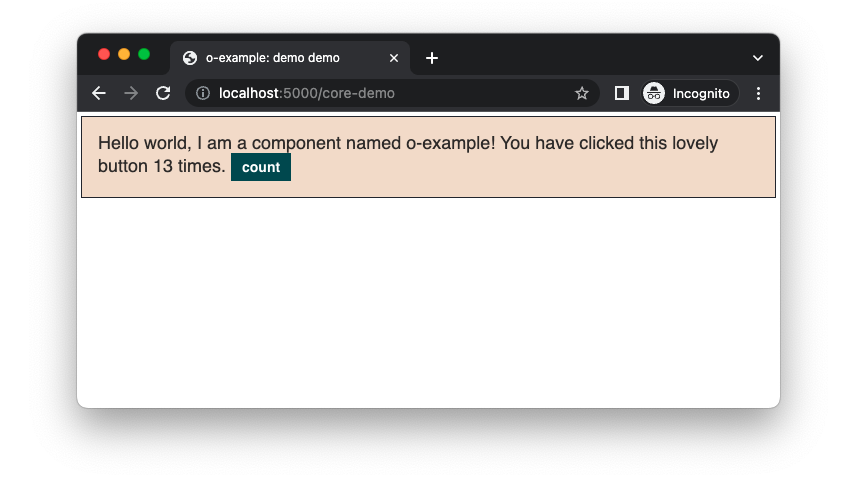 o-example: demo demo
localhost:5000/core-demo
Incognito
Hello world, I am a component named o-example! You have clicked this lovely
button 13 times. count